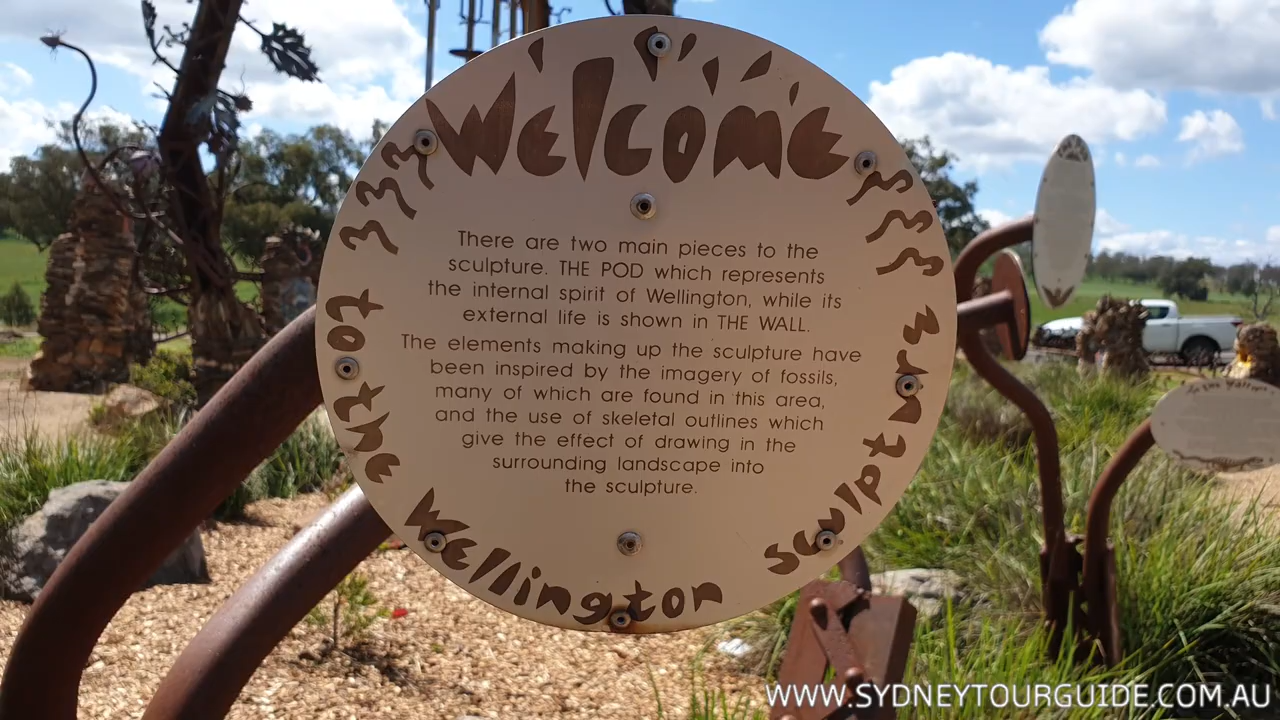 Welcome
to the
Wellington
sculpture
There are two main pieces to the
sculpture. THE POD which represents
the internal spirit of Wellington, while its
external life is shown in THE WALL.
The elements making up the sculpture have
been inspired by the imagery of fossils,
many of which are found in this area,
and the use of skeletal outlines which
give the effect of drawing in the
surrounding landscape into
the sculpture.
WWW.SYDNEYTOURGUIDE.COM.AU